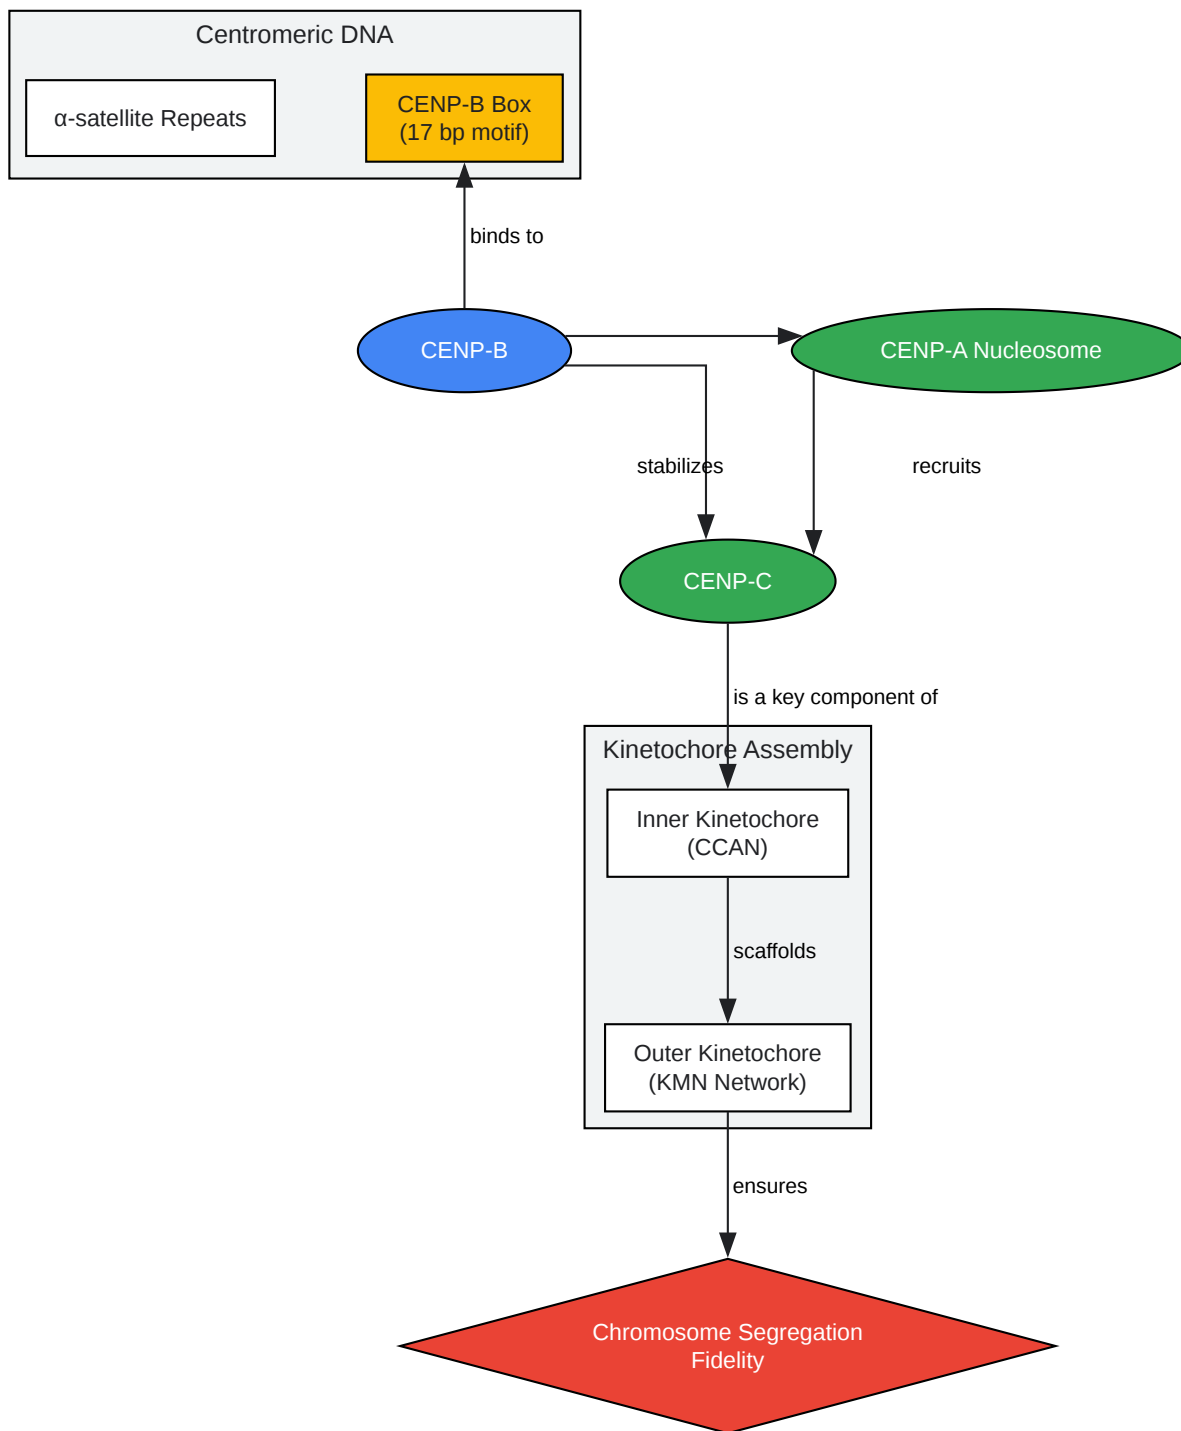 Centromeric DNA
α-satellite Repeats
CENP-B Box
(17 bp motif)
binds to
CENP-B
CENP-A Nucleosome
stabilizes
recruits
CENP-C
is a key component of
Kinetochore Assembly
Inner Kinetochore
(CCAN)
scaffolds
Outer Kinetochore
(KMN Network)
ensures
Chromosome Segregation
Fidelity